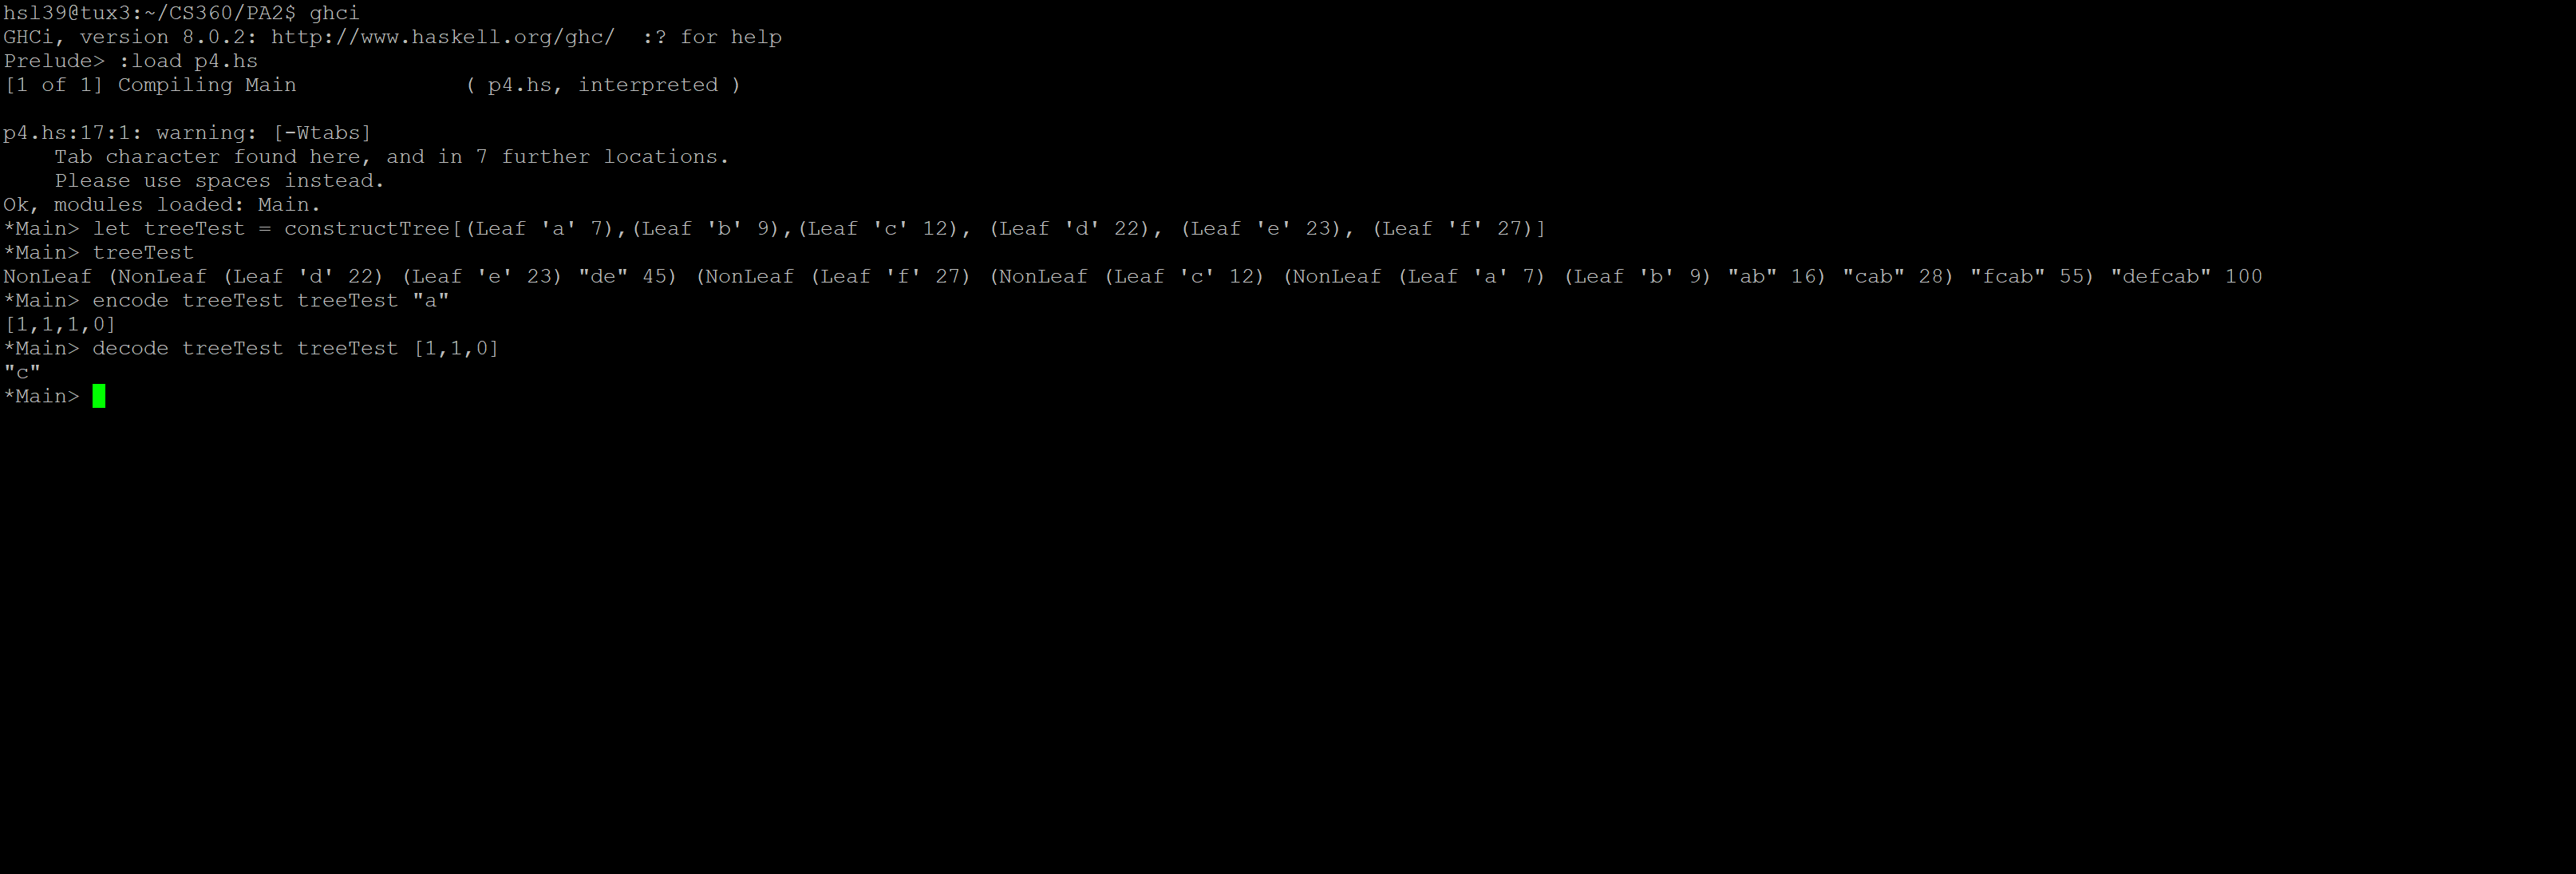 hsl39@tux3:~/CS360/PA2$ ghci
GHCi, version 8.0.2: http://www.haskell.org/ghc/  :? for help
Prelude> :load p4.hs
[1 of 1] Compiling Main             ( p4.hs, interpreted )
p4.hs:17:1: warning: [-Wtabs]
    Tab character found here, and in 7 further locations.
    Please use spaces instead.
Ok, modules loaded: Main.
*Main> let treeTest = constructTree[(Leaf 'a' 7),(Leaf 'b' 9),(Leaf 'c' 12), (Leaf 'd' 22), (Leaf 'e' 23), (Leaf 'f' 27)]
*Main> treeTest
NonLeaf (NonLeaf (Leaf 'd' 22) (Leaf 'e' 23) "de" 45) (NonLeaf (Leaf 'f' 27) (NonLeaf (Leaf 'c' 12) (NonLeaf (Leaf 'a' 7) (Leaf 'b' 9) "ab" 16) "cab" 28) "fcab" 55) "defcab" 100
*Main> encode treeTest treeTest "a"
[1,1,1,0]
*Main> decode treeTest treeTest [1,1,0]
"c"
*Main>